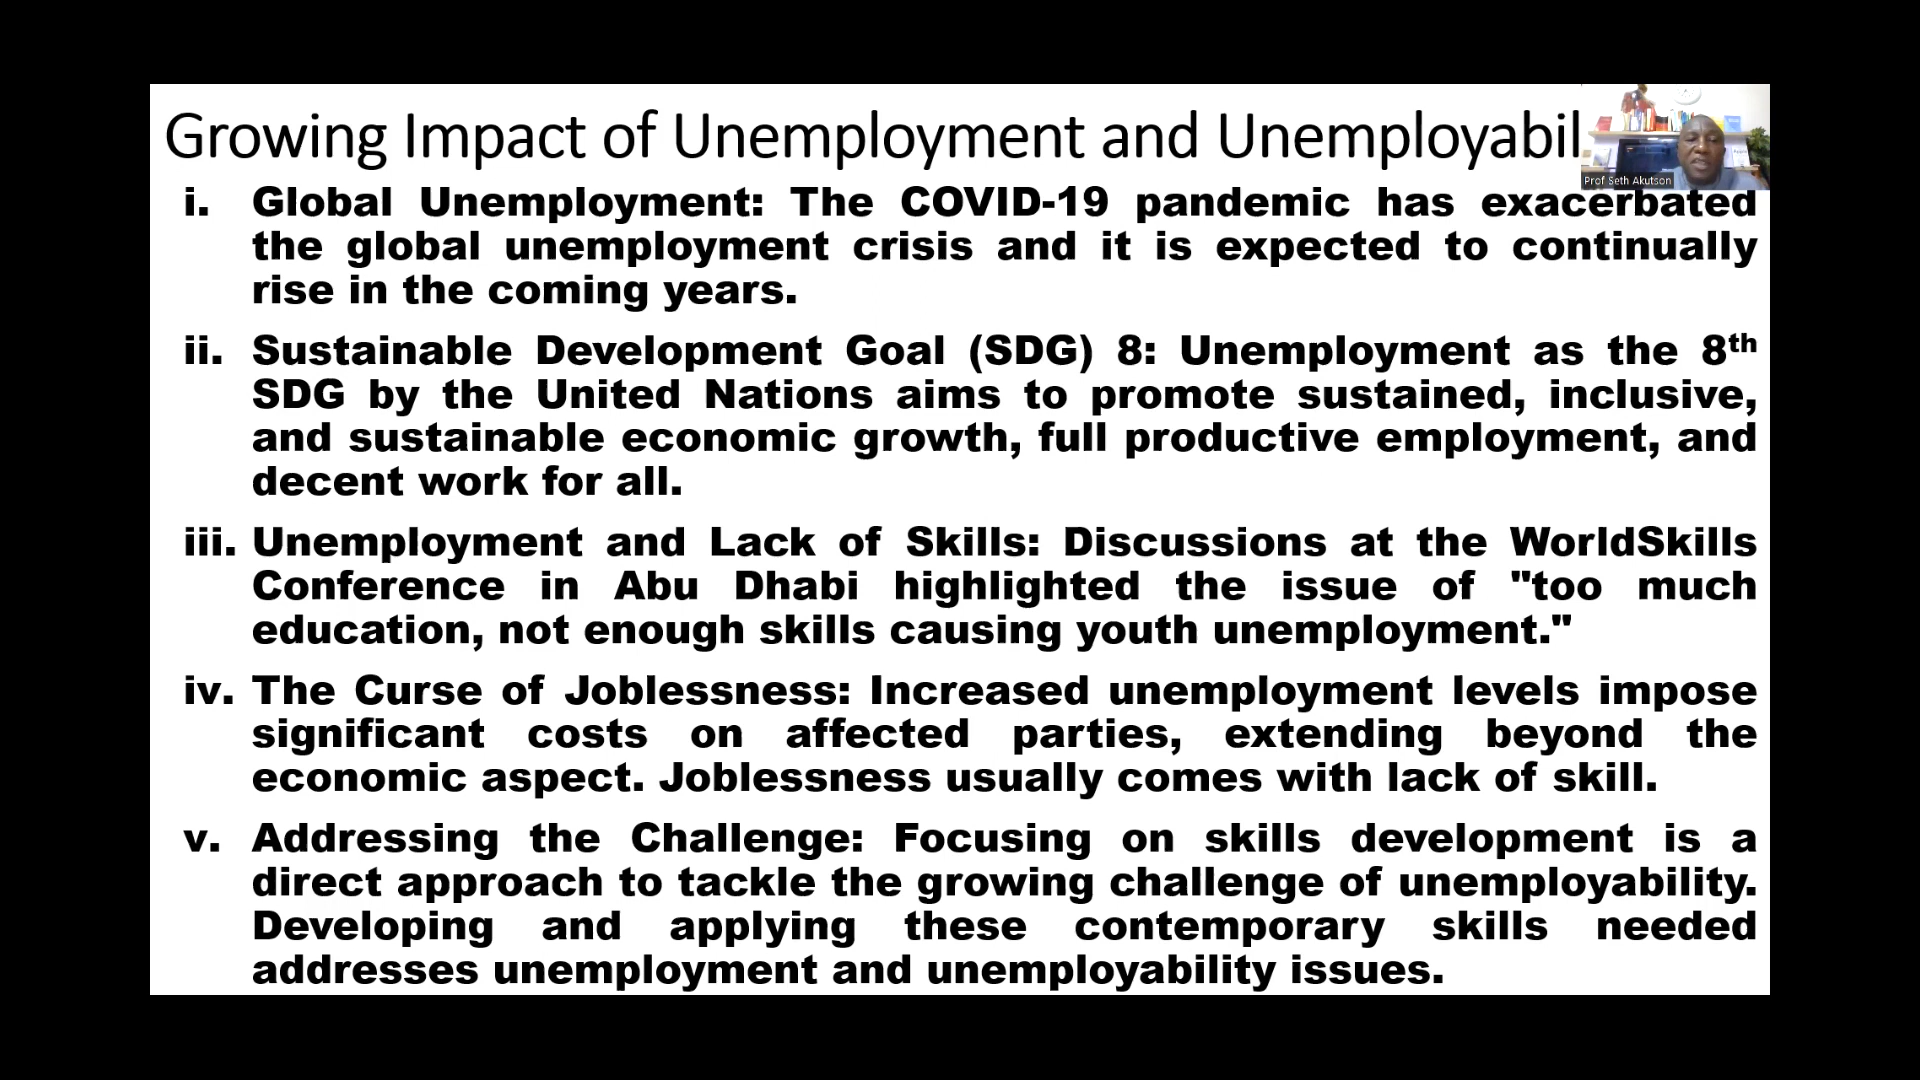 Growing Impact of Unemployment and Unemployabil
Prof Seth Akutson
i. Global Unemployment: The COVID-19 pandemic has exacerbated
the global unemployment crisis and it is expected to continually
rise in the coming years.
ii. Sustainable Development Goal (SDG) 8: Unemployment as the 8th
SDG by the United Nations aims to promote sustained, inclusive,
and sustainable economic growth, full productive employment, and
decent work for all.
iii. Unemployment and Lack of Skills: Discussions at the WorldSkills
Conference in Abu Dhabi highlighted the issue of "too much
education, not enough skills causing youth unemployment."
iv. The Curse of Joblessness: Increased unemployment levels impose
significant costs on affected parties, extending beyond the
economic aspect. Joblessness usually comes with lack of skill.
v. Addressing the Challenge: Focusing on skills development is a
direct approach to tackle the growing challenge of unemployability.
Developing and applying these contemporary skills needed
addresses unemployment and unemployability issues.